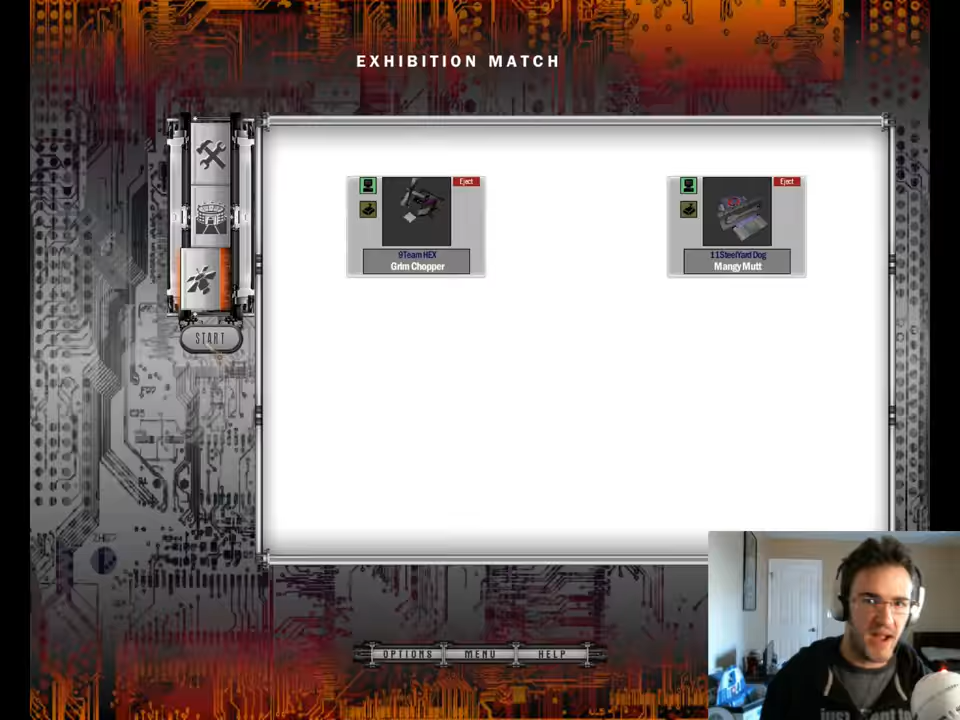 EXHIBITION MATCH
Eject
9Team HEX
Grim Chopper
Eject
11SteelYard Dog
Mangy Mutt
START
OPTIONS
MENU
HELP